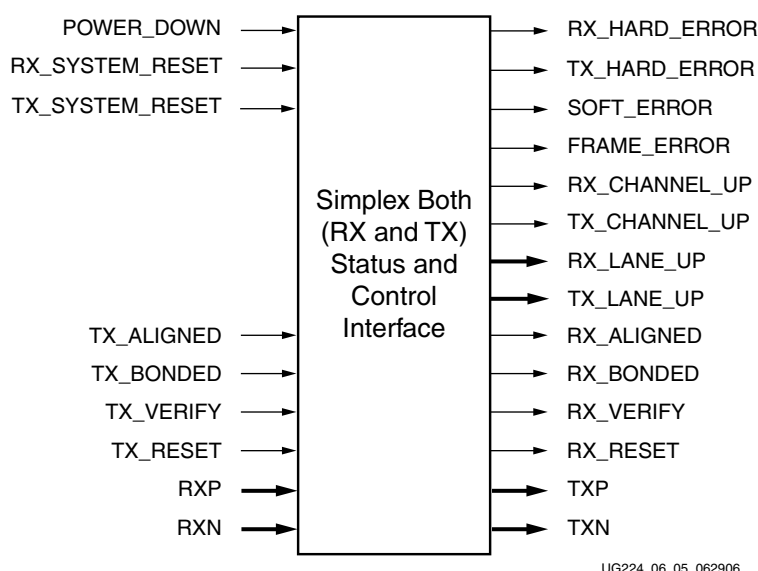 POWER_DOWN
RX_SYSTEM_RESET
TX_SYSTEM_RESET
TX_ALIGNED
TX_BONDED
TX_VERIFY
TX_RESET
RXP
RXN
Simplex Both
(RX and TX)
Status and
Control
Interface
RX_HARD_ERROR
TX_HARD_ERROR
SOFT_ERROR
FRAME_ERROR
RX_CHANNEL_UP
TX_CHANNEL_UP
RX_LANE_UP
TX_LANE_UP
RX_ALIGNED
RX_BONDED
RX_VERIFY
RX_RESET
TXP
TXN
UG224_06_05_062906